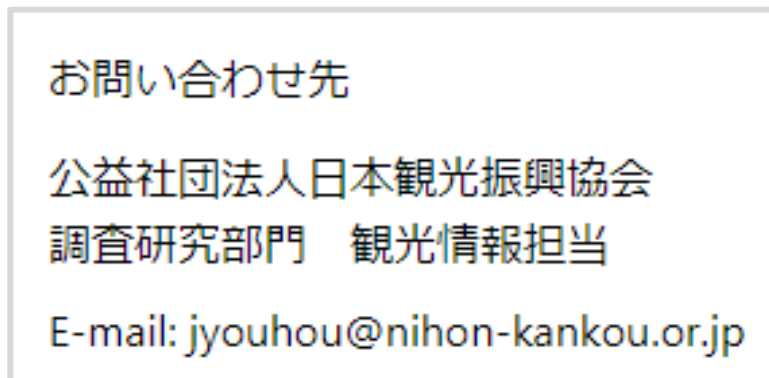 お問い合わせ先
公益社団法人日本観光振興協会
調査研究部門　観光情報担当
E-mail: jyouhou@nihon-kankou.or.jp